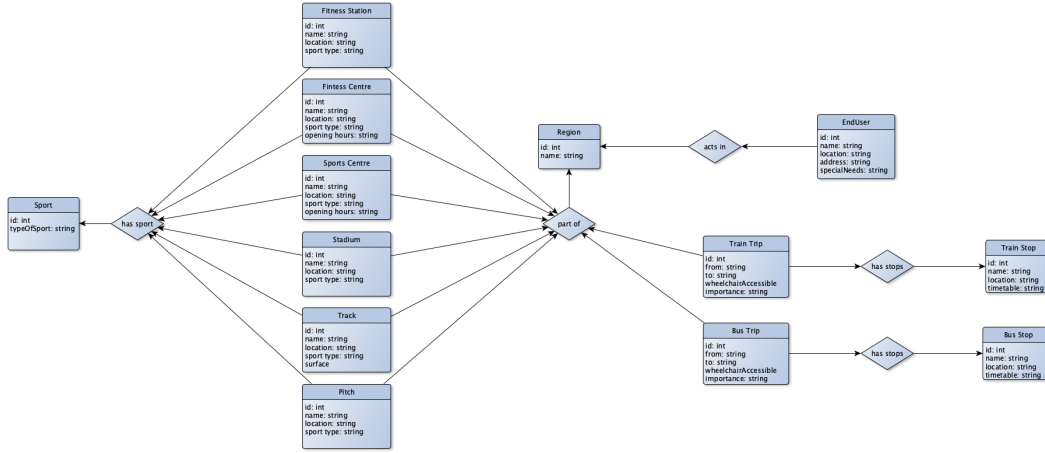 Fitness Station
id: int
name: string
location: string
sport type: string
Fintess Centre
id: int
name: string
location: string
sport type: string
opening hours: string
Sports Centre
id: int
name: string
location: string
sport type: string
opening hours: string
Stadium
id: int
name: string
location: string
sport type: string
Track
id: int
name: string
location: string
sport type: string
surface
Pitch
id: int
name: string
location: string
sport type: string
Sport
id: int
typeOfSport: string
has sport
part of
Region
id: int
name: string
acts in
EndUser
id: int
name: string
location: string
address: string
specialNeeds: string
Train Trip
id: int
from: string
to: string
wheelchairAccessible
importance: string
has stops
Train Stop
id: int
name: string
location: string
timetable: string
Bus Trip
id: int
from: string
to: string
wheelchairAccessible
importance: string
has stops
Bus Stop
id: int
name: string
location: string
timetable: string